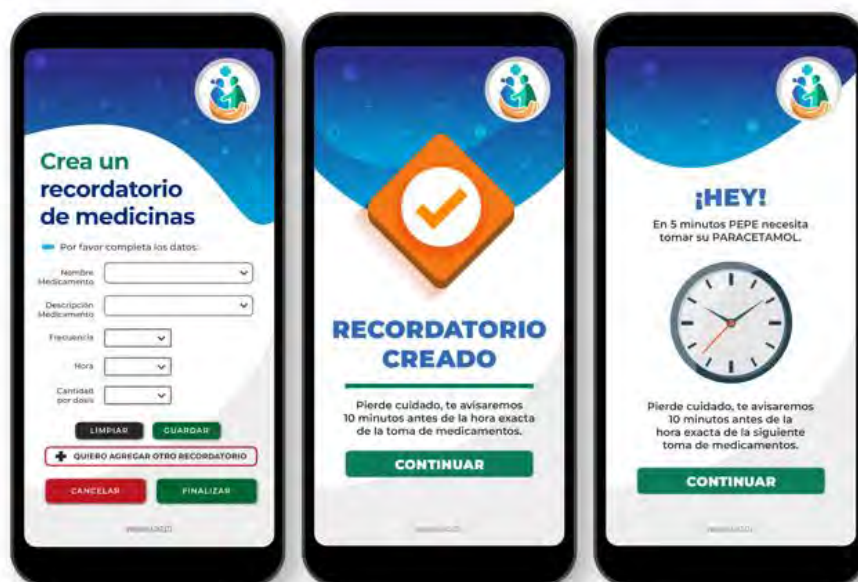 Crea un
recordatorio
de medicinas
Por favor completa los datos:
Nombre
Medicamento
Descripción
Medicamento
Frecuencia
Hora
Cantidad
por dosis
LIMPIAR
GUARDAR
QUIERO AGREGAR OTRO RECORDATORIO
CANCELAR
FINALIZAR
RECORDATORIO
CREADO
Pierde cuidado, te avisaremos
10 minutos antes de la hora exacta
de la toma de medicamentos.
CONTINUAR
¡HEY!
En 5 minutos PEPE necesita
tomar su PARACETAMOL.
Pierde cuidado, te avisaremos
10 minutos antes de la
hora exacta de la siguiente
toma de medicamentos.
CONTINUAR